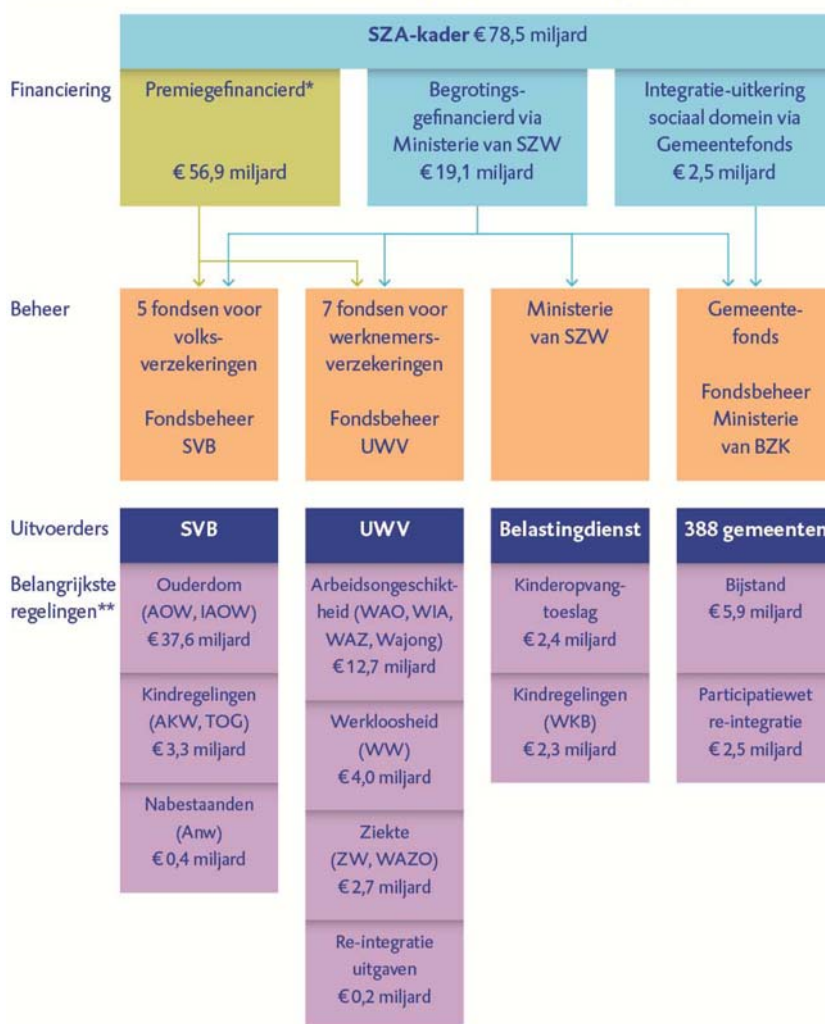 SZA-kader € 78,5 miljard
Financiering
Premiegefinancierd*
€ 56,9 miljard
Begrotings-
gefinancierd via
Ministerie van SZW
€ 19,1 miljard
Integratie-uitkering
sociaal domein via
Gemeentefonds
€ 2,5 miljard
Beheer
5 fondsen voor
volks-
verzekeringen
Fondsbeheer
SVB
7 fondsen voor
werknemers-
verzekeringen
Fondsbeheer
UWV
Ministerie
van SZW
Gemeente-
fonds
Fondsbeheer
Ministerie
van BZK
Uitvoerders
SVB
UWV
Belastingdienst
388 gemeenten
Belangrijkste
regelingen**
Ouderdom
(AOW, IAOW)
€ 37,6 miljard
Kindregelingen
(AKW, TOG)
€ 3,3 miljard
Nabestaanden
(Anw)
€ 0,4 miljard
Arbeidsongeschikt-
heid (WAO, WIA,
WAZ, Wajong)
€ 12,7 miljard
Werkloosheid
(WW)
€ 4,0 miljard
Ziekte
(ZW, WAZO)
€ 2,7 miljard
Re-integratie
uitgaven
€ 0,2 miljard
Kinderopvang-
toeslag
€ 2,4 miljard
Kindregelingen
(WKB)
€ 2,3 miljard
Bijstand
€ 5,9 miljard
Participatiewet
re-integratie
€ 2,5 miljard